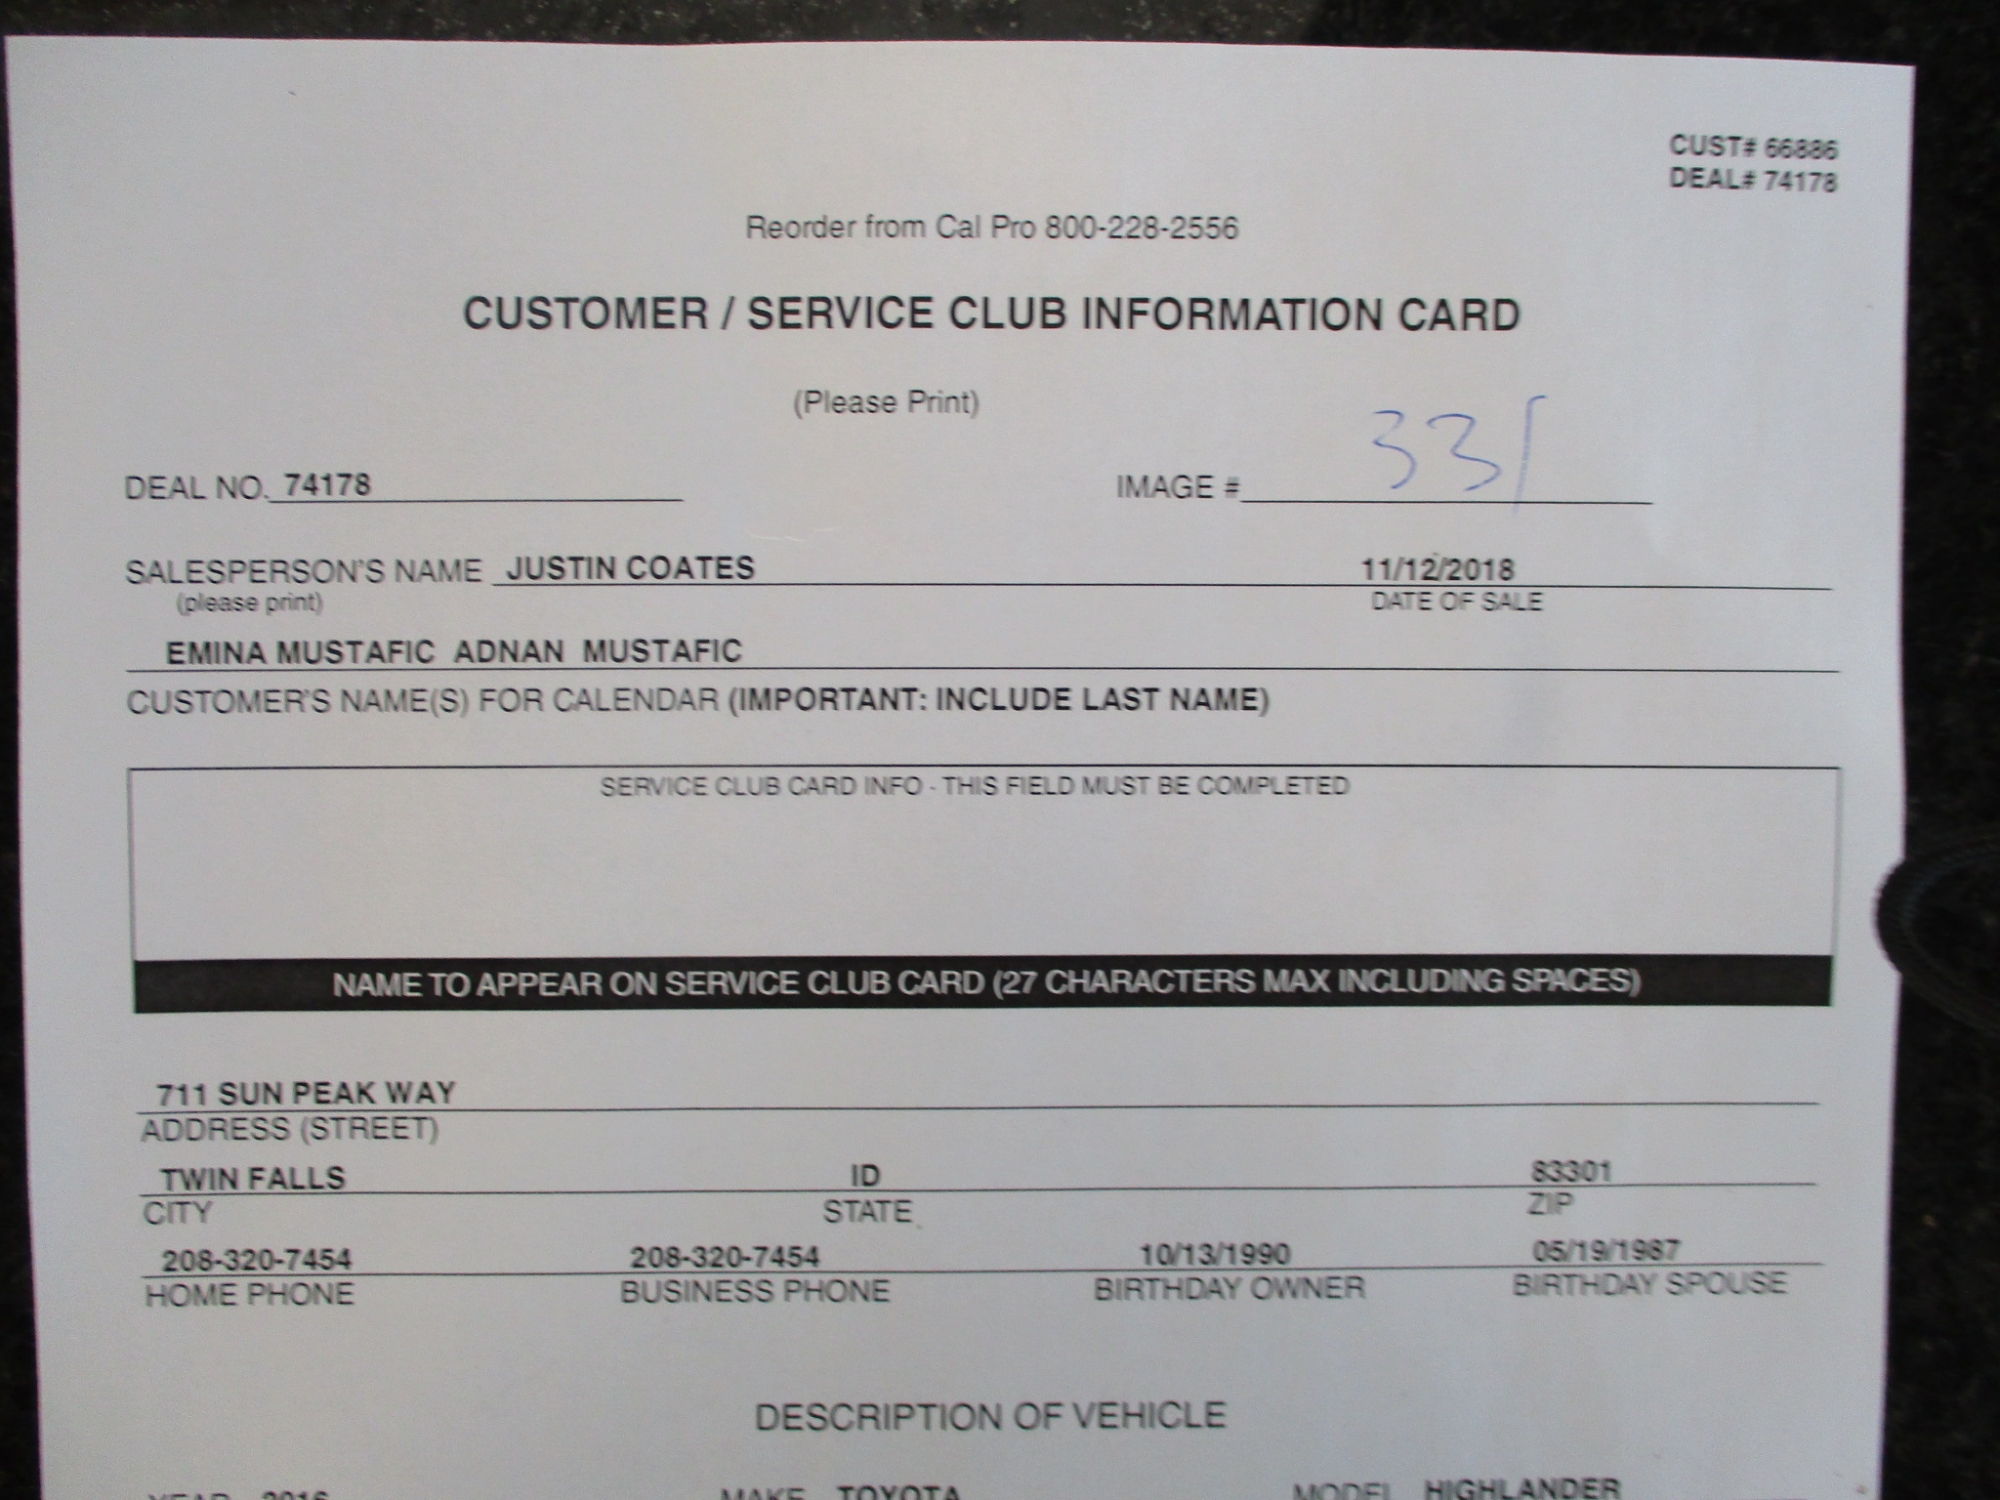 CUST# 66886
DEAL# 74178
Reorder from Cal Pro 800-228-2556
CUSTOMER / SERVICE CLUB INFORMATION CARD
(Please Print)
DEAL NO. 74178 IMAGE # 331
SALESPERSON'S NAME JUSTIN COATES 11/12/2018
(please print) DATE OF SALE
EMINA MUSTAFIC ADNAN MUSTAFIC
CUSTOMER'S NAME(S) FOR CALENDAR (IMPORTANT: INCLUDE LAST NAME)
SERVICE CLUB CARD INFO - THIS FIELD MUST BE COMPLETED
NAME TO APPEAR ON SERVICE CLUB CARD (27 CHARACTERS MAX INCLUDING SPACES)
711 SUN PEAK WAY
ADDRESS (STREET)
TWIN FALLS ID 83301
CITY STATE ZIP
208-320-7454 208-320-7454 10/13/1990 05/19/1987
HOME PHONE BUSINESS PHONE BIRTHDAY OWNER BIRTHDAY SPOUSE
DESCRIPTION OF VEHICLE
YEAR 2016 MAKE TOYOTA MODEL HIGHLANDER